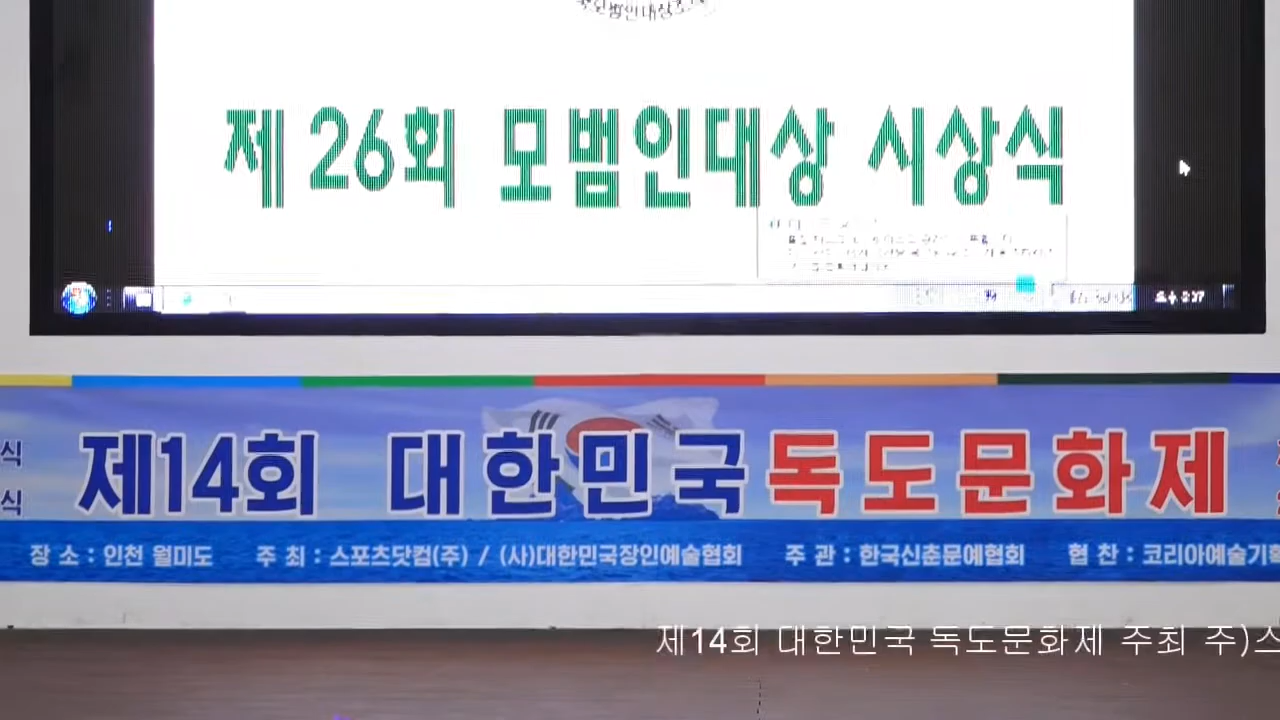 제 26회 모범인대상 시상식
식
제14회 대한민국독도문화제
식
장 소 : 인천 월미도 주 최 : 스포츠닷컴(주) / (사)대한민국장인예술협회 주 관 : 한국신춘문예협회 협 찬 : 코리아예술기획
제14회 대한민국 독도문화제 주최 주)스